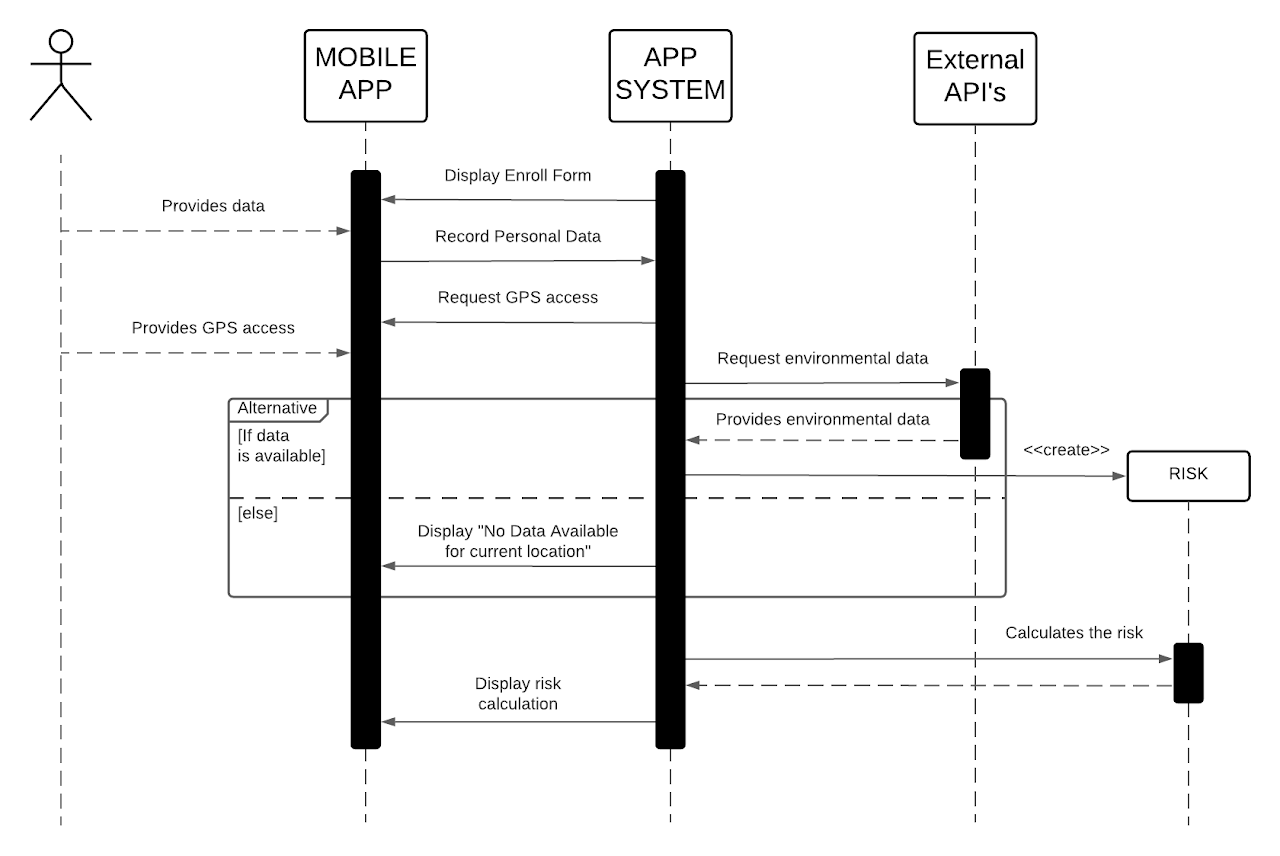 MOBILE
APP
APP
SYSTEM
External
API's
Display Enroll Form
Provides data
Record Personal Data
Request GPS access
Provides GPS access
Request environmental data
Alternative
Provides environmental data
[If data
is available]
<<create>>
RISK
[else]
Display "No Data Available
for current location"
Calculates the risk
Display risk
calculation